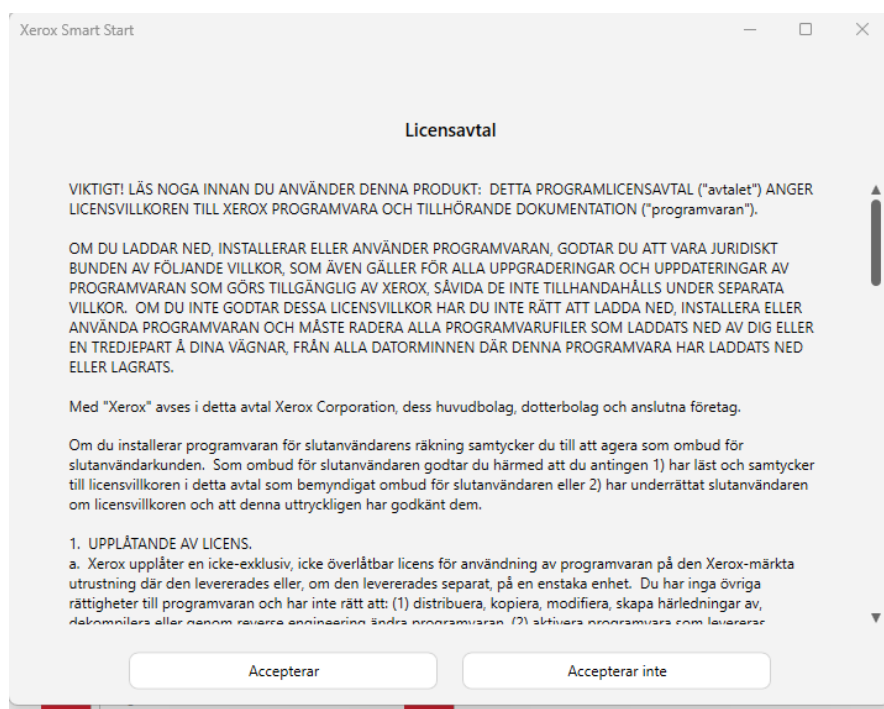 Xerox Smart Start
Licensavtal
VIKTIGT! LÄS NOGA INNAN DU ANVÄNDER DENNA PRODUKT:  DETTA PROGRAMLICENSAVTAL ("avtalet") ANGER
LICENSVILLKOREN TILL XEROX PROGRAMVARA OCH TILLHÖRANDE DOKUMENTATION ("programvaran").
OM DU LADDAR NED, INSTALLERAR ELLER ANVÄNDER PROGRAMVARAN, GODTAR DU ATT VARA JURIDISKT
BUNDEN AV FÖLJANDE VILLKOR, SOM ÄVEN GÄLLER FÖR ALLA UPPGRADERINGAR OCH UPPDATERINGAR AV
PROGRAMVARAN SOM GÖRS TILLGÄNGLIG AV XEROX, SÅVIDA DE INTE TILLHANDAHÅLLS UNDER SEPARATA
VILLKOR.  OM DU INTE GODTAR DESSA LICENSVILLKOR HAR DU INTE RÄTT ATT LADDA NED, INSTALLERA ELLER
ANVÄNDA PROGRAMVARAN OCH MÅSTE RADERA ALLA PROGRAMVARUFILER SOM LADDATS NED AV DIG ELLER
EN TREDJEPART Å DINA VÄGNAR, FRÅN ALLA DATORMINNEN DÄR DENNA PROGRAMVARA HAR LADDATS NED
ELLER LAGRATS.
Med "Xerox" avses i detta avtal Xerox Corporation, dess huvudbolag, dotterbolag och anslutna företag.
Om du installerar programvaran för slutanvändarens räkning samtycker du till att agera som ombud för
slutanvändarkunden.  Som ombud för slutanvändaren godtar du härmed att du antingen 1) har läst och samtycker
till licensvillkoren i detta avtal som bemyndigat ombud för slutanvändaren eller 2) har underrättat slutanvändaren
om licensvillkoren och att denna uttryckligen har godkänt dem.
1.  UPPLÅTANDE AV LICENS.
a.  Xerox upplåter en icke-exklusiv, icke överlåtbar licens för användning av programvaran på den Xerox-märkta
utrustning där den levererades eller, om den levererades separat, på en enstaka enhet.  Du har inga övriga
rättigheter till programvaran och har inte rätt att: (1) distribuera, kopiera, modifiera, skapa härledningar av,
dekompilera eller genom reverse engineering ändra programvaran, (2) aktivera programvara som levereras
Accepterar
Accepterar inte